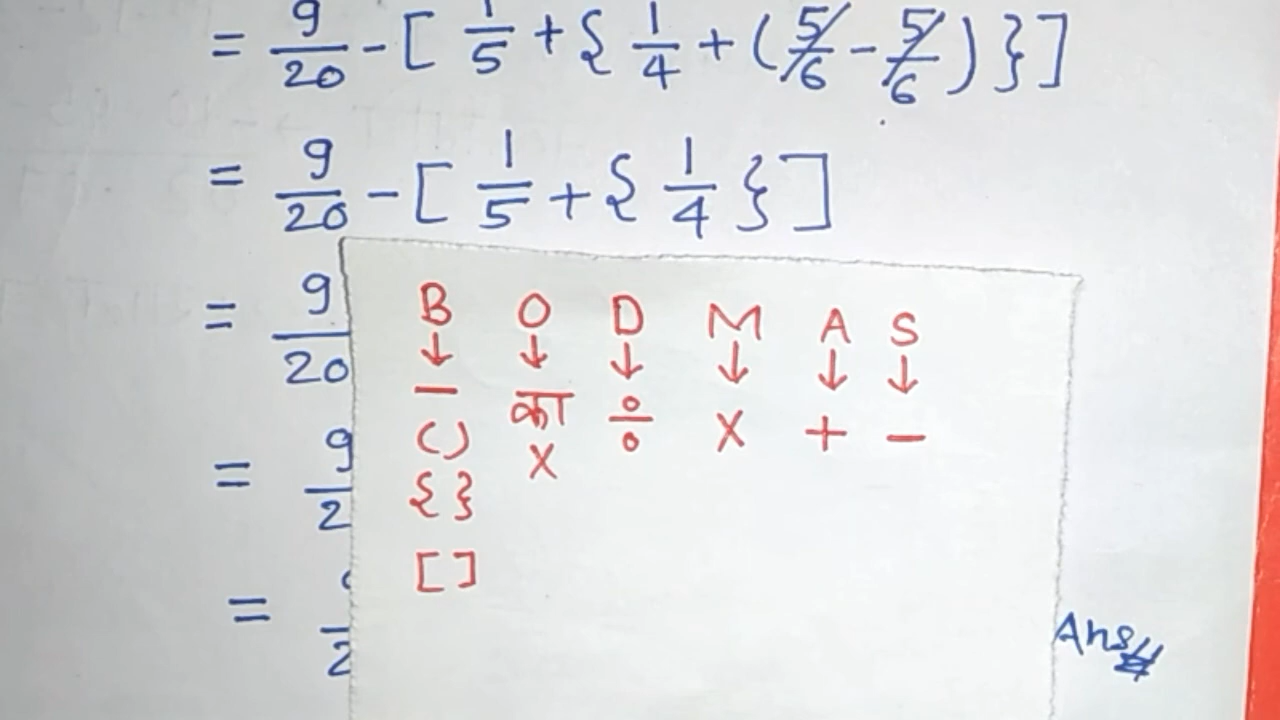 = 9/20 - [ 1/5 + { 1/4 + ( 5/6 - 5/6 ) } ]
= 9/20 - [ 1/5 + { 1/4 } ]
= 9/20
= 9/2
=
B O D M A S
↓ ↓ ↓ ↓ ↓ ↓
— का ÷ × + −
( ) ×
{ }
[ ]
Ans